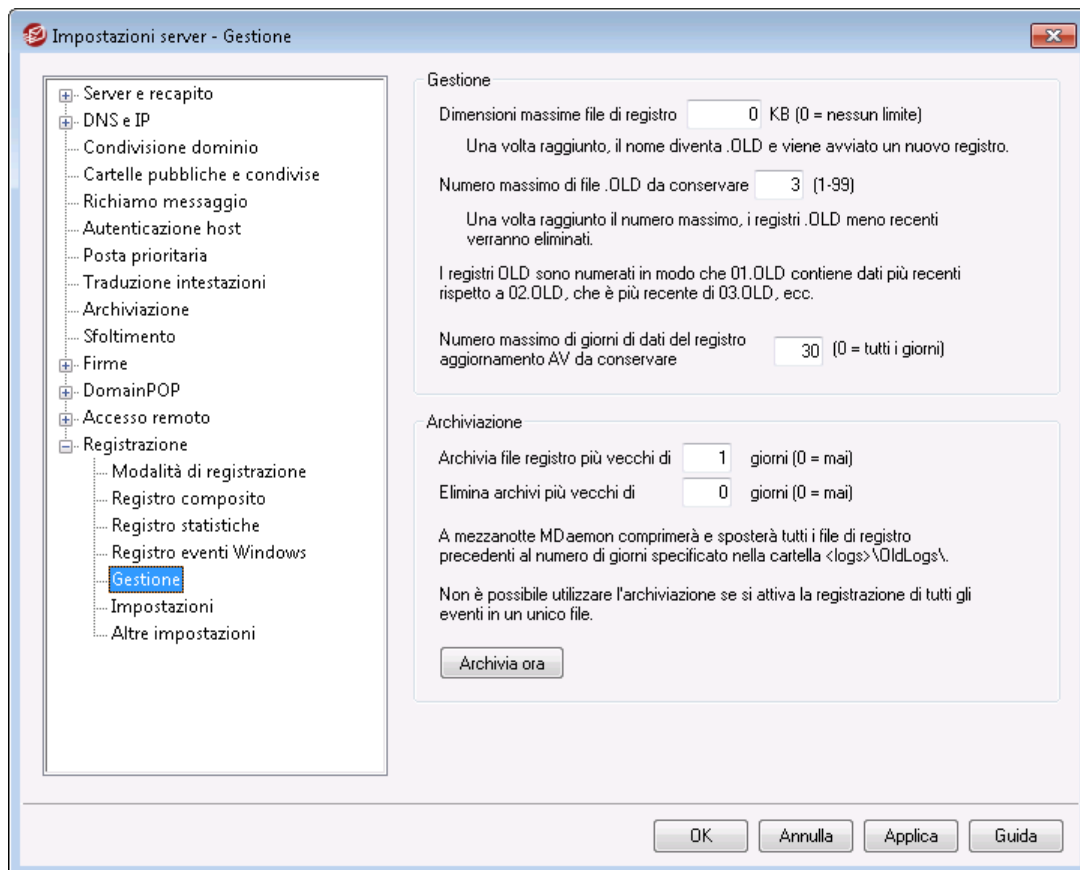 Impostazioni server - Gestione
Server e recapito
DNS e IP
Condivisione dominio
Cartelle pubbliche e condivise
Richiamo messaggio
Autenticazione host
Posta prioritaria
Traduzione intestazioni
Archiviazione
Sfoltimento
Firme
DomainPOP
Accesso remoto
Registrazione
Modalità di registrazione
Registro composito
Registro statistiche
Registro eventi Windows
Gestione
Impostazioni
Altre impostazioni
Gestione
Dimensioni massime file di registro 0 KB (0 = nessun limite)
Una volta raggiunto, il nome diventa .OLD e viene avviato un nuovo registro.
Numero massimo di file .OLD da conservare 3 (1-99)
Una volta raggiunto il numero massimo, i registri .OLD meno recenti
verranno eliminati.
I registri OLD sono numerati in modo che 01.OLD contiene dati più recenti
rispetto a 02.OLD, che è più recente di 03.OLD, ecc.
Numero massimo di giorni di dati del registro
aggiornamento AV da conservare 30 (0 = tutti i giorni)
Archiviazione
Archivia file registro più vecchi di 1 giorni (0 = mai)
Elimina archivi più vecchi di 0 giorni (0 = mai)
A mezzanotte MDaemon comprimerà e sposterà tutti i file di registro
precedenti al numero di giorni specificato nella cartella <logs>\OldLogs\.
Non è possibile utilizzare l'archiviazione se si attiva la registrazione di tutti gli
eventi in un unico file.
Archivia ora
OK Annulla Applica Guida